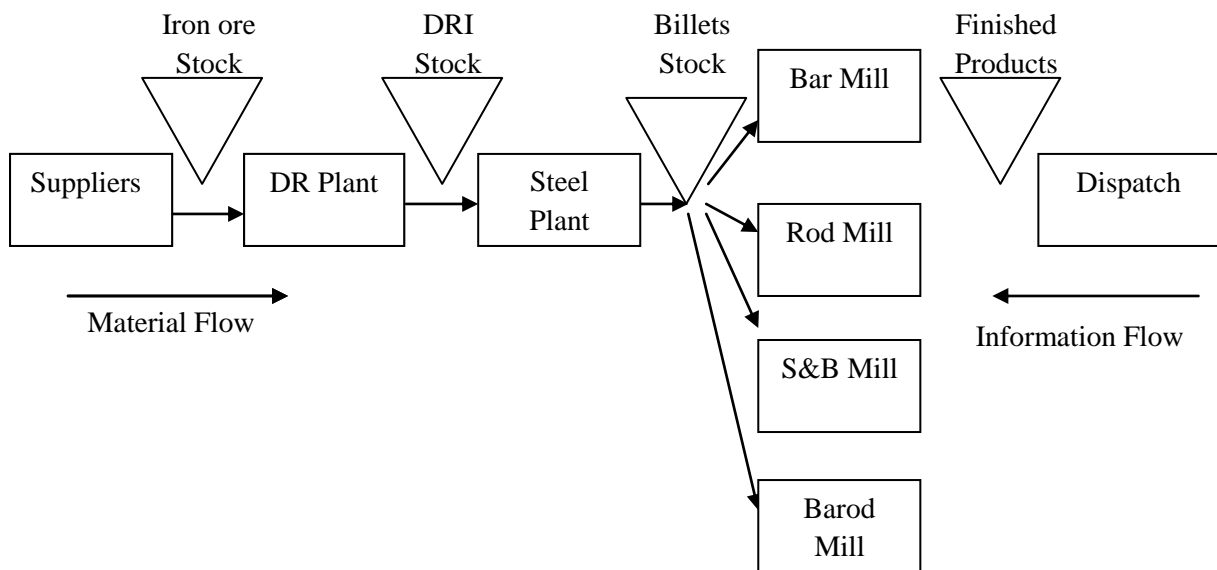 Iron ore
Stock
DRI
Stock
Billets
Stock
Finished
Products
Suppliers
DR Plant
Steel
Plant
Bar Mill
Rod Mill
S&B Mill
Barod
Mill
Dispatch
Material Flow
Information Flow